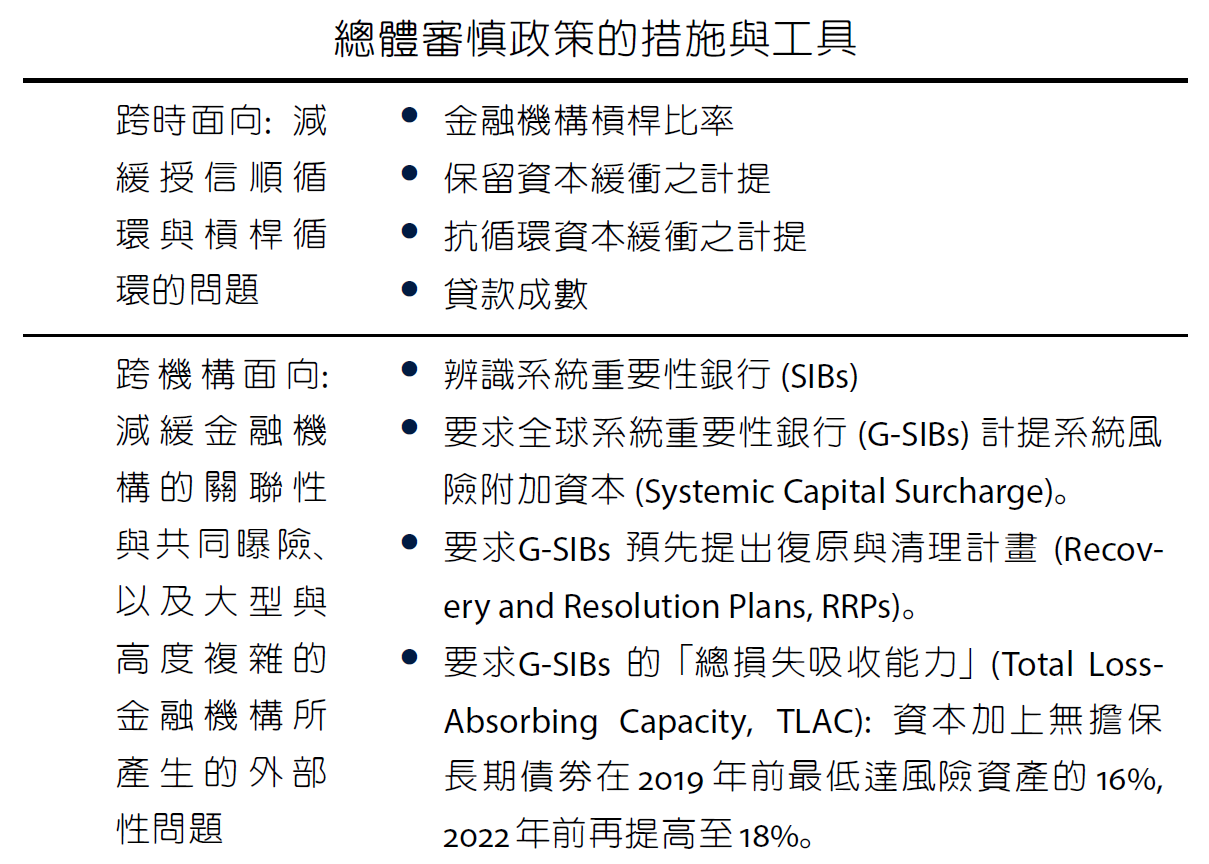 總體審慎政策的措施與工具
跨時面向: 減
緩授信順循
環與槓桿循
環的問題
● 金融機構槓桿比率
● 保留資本緩衝之計提
● 抗循環資本緩衝之計提
● 貸款成數
跨機構面向:
減緩金融機
構的關聯性
與共同曝險、
以及大型與
高度複雜的
金融機構所
產生的外部
性問題
● 辨識系統重要性銀行 (SIBs)
● 要求全球系統重要性銀行 (G-SIBs) 計提系統風
險附加資本 (Systemic Capital Surcharge)。
● 要求G-SIBs 預先提出復原與清理計畫 (Recov-
ery and Resolution Plans, RRPs)。
● 要求G-SIBs 的「總損失吸收能力」(Total Loss-
Absorbing Capacity, TLAC): 資本加上無擔保
長期債券在 2019 年前最低達風險資產的 16%,
2022 年前再提高至 18%。